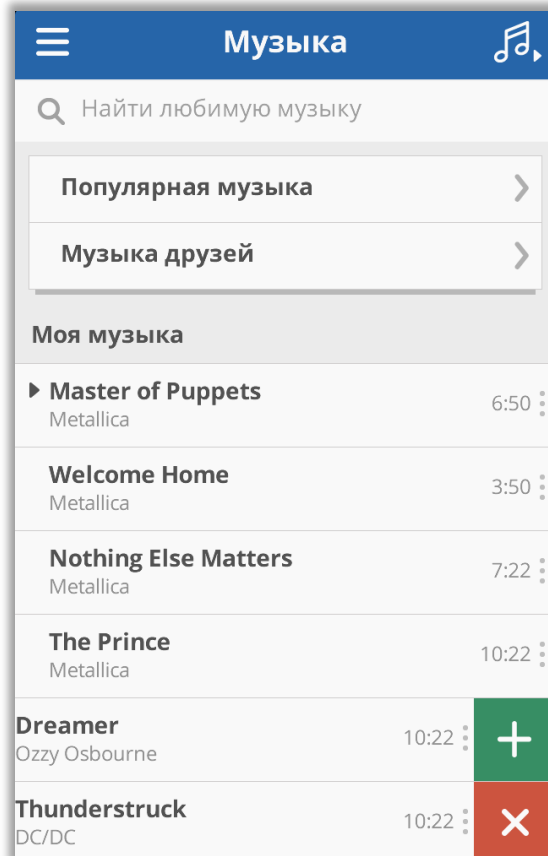 Музыка
Найти любимую музыку
Популярная музыка
Музыка друзей
Моя музыка
Master of Puppets
6:50
Metallica
Welcome Home
3:50
Metallica
Nothing Else Matters
7:22
Metallica
The Prince
10:22
Metallica
Dreamer
10:22
Ozzy Osbourne
Thunderstruck
10:22
DC/DC